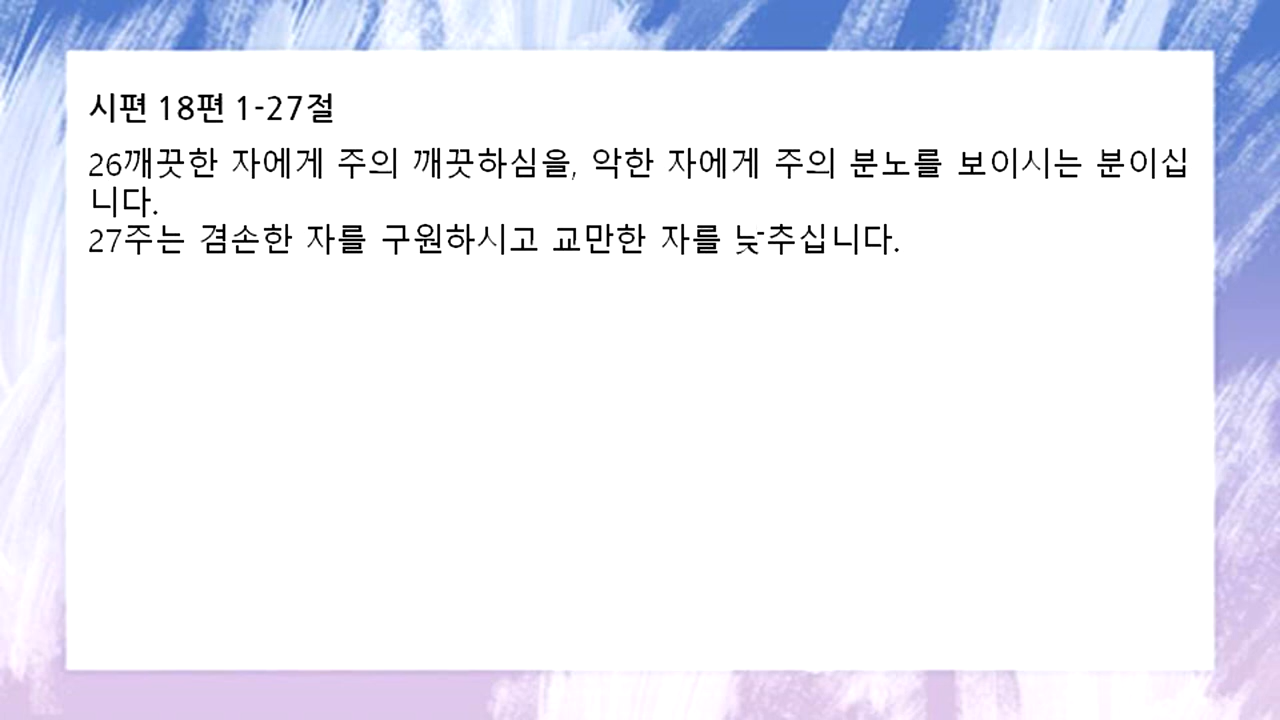 시편 18편 1-27절
26깨끗한 자에게 주의 깨끗하심을, 악한 자에게 주의 분노를 보이시는 분이십
니다.
27주는 겸손한 자를 구원하시고 교만한 자를 낮추십니다.